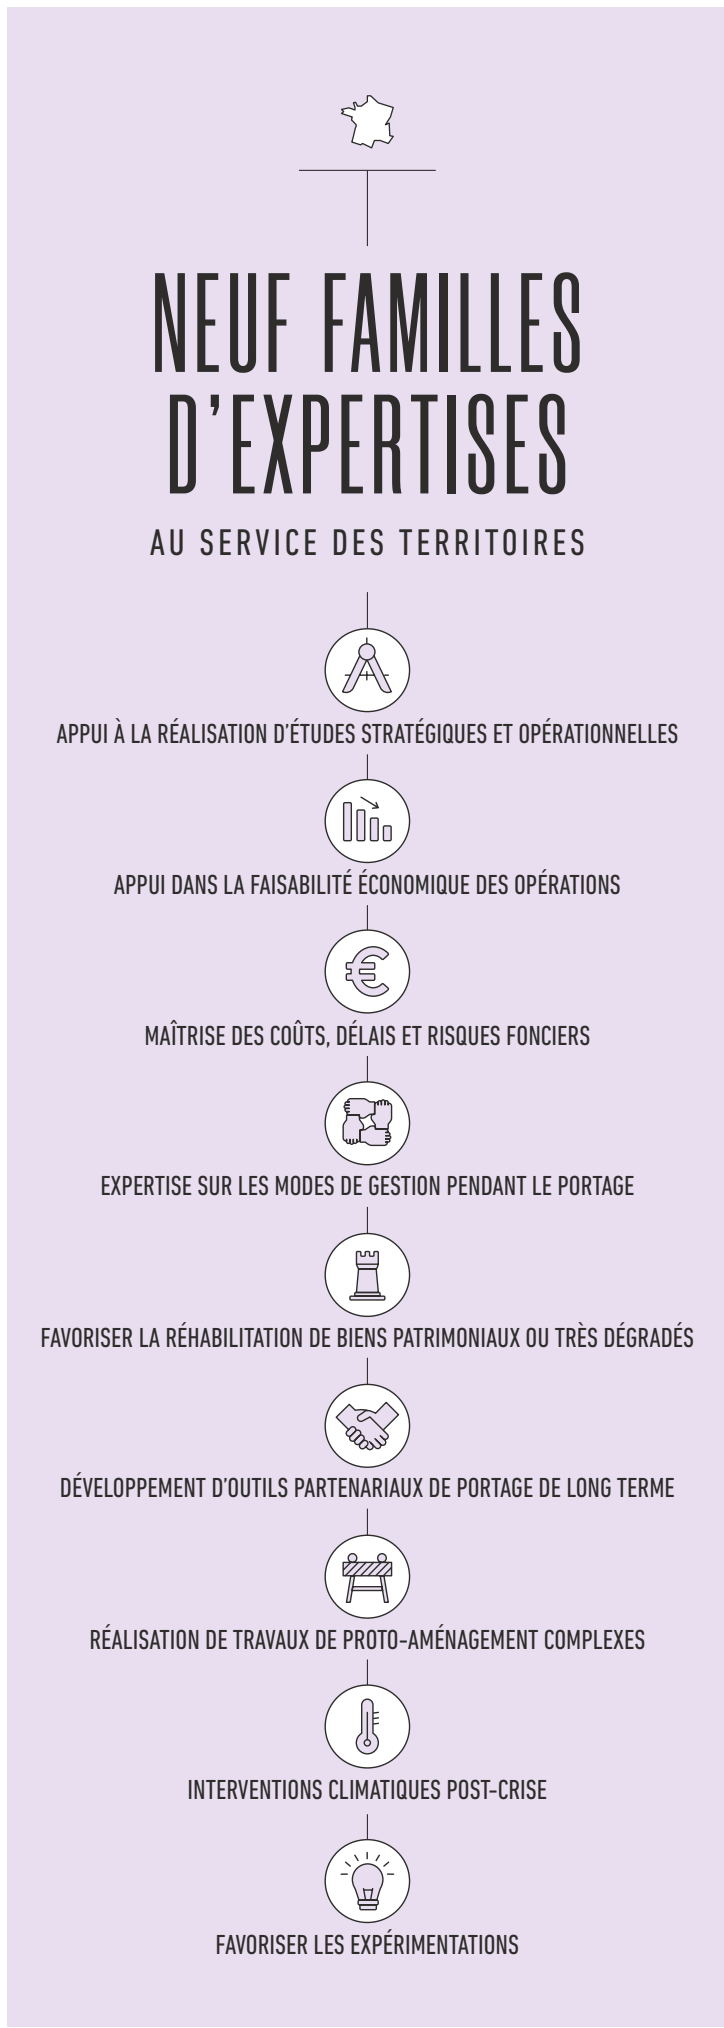 NEUF FAMILLES
D'EXPERTISES
AU SERVICE DES TERRITOIRES
APPUI À LA RÉALISATION D'ÉTUDES STRATÉGIQUES ET OPÉRATIONNELLES
APPUI DANS LA FAISABILITÉ ÉCONOMIQUE DES OPÉRATIONS
MAÎTRISE DES COÛTS, DÉLAIS ET RISQUES FONCIERS
EXPERTISE SUR LES MODES DE GESTION PENDANT LE PORTAGE
FAVORISER LA RÉHABILITATION DE BIENS PATRIMONIAUX OU TRÈS DÉGRADÉS
DÉVELOPPEMENT D'OUTILS PARTENARIAUX DE PORTAGE DE LONG TERME
RÉALISATION DE TRAVAUX DE PROTO-AMÉNAGEMENT COMPLEXES
INTERVENTIONS CLIMATIQUES POST-CRISE
FAVORISER LES EXPÉRIMENTATIONS